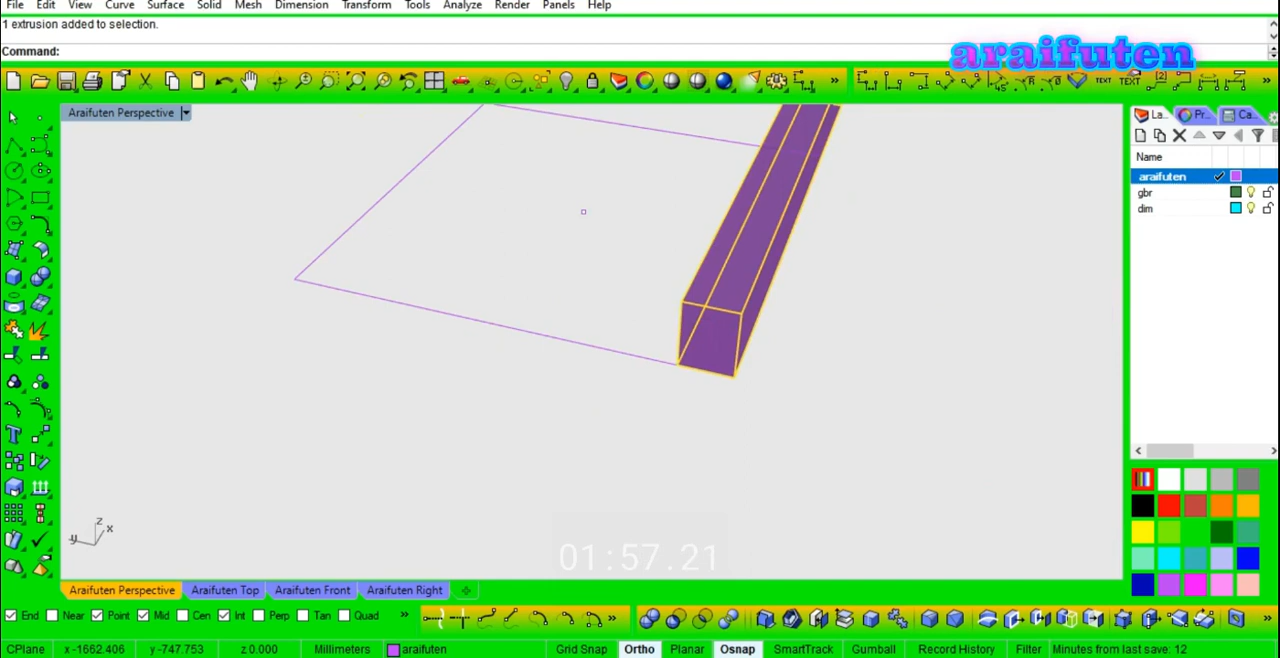 File Edit View Curve Surface Solid Mesh Dimension Transform Tools Analyze Render Panels Help
1 extrusion added to selection.
Command:
araifuten
Araifuten Perspective
La... Pr... Ca...
Name
araifuten
gbr
dim
z
x
y
01:57.21
Araifuten Perspective Araifuten Top Araifuten Front Araifuten Right
End Near Point Mid Cen Int Perp Tan Quad
CPlane x -1662.406 y -747.753 z 0.000 Millimeters araifuten Grid Snap Ortho Planar Osnap SmartTrack Gumball Record History Filter Minutes from last save: 12